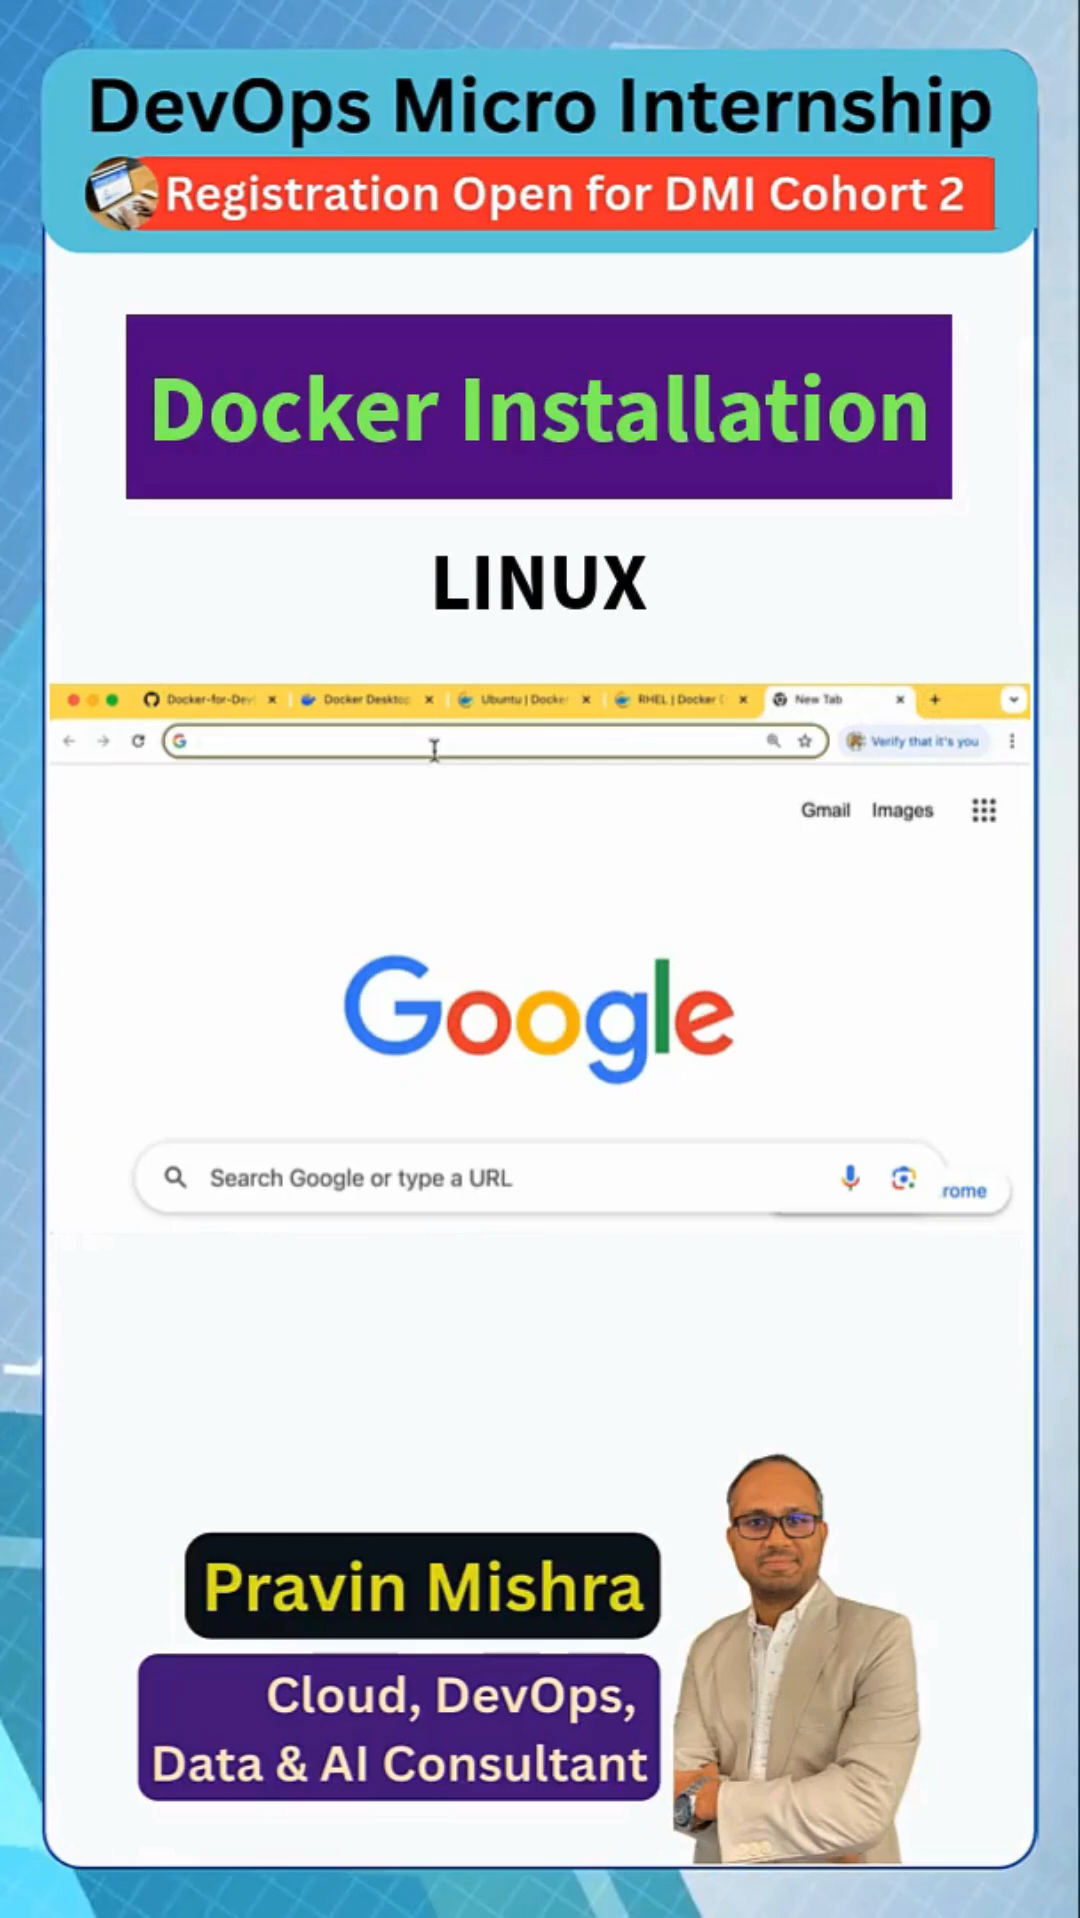 DevOps Micro Internship
Registration Open for DMI Cohort 2
Docker Installation
LINUX
Docker-for-Dev
Docker Desktop
Ubuntu | Docker
RHEL | Docker
New Tab
Verify that it's you
Gmail Images
Google
Search Google or type a URL
rome
Pravin Mishra
Cloud, DevOps,
Data & AI Consultant